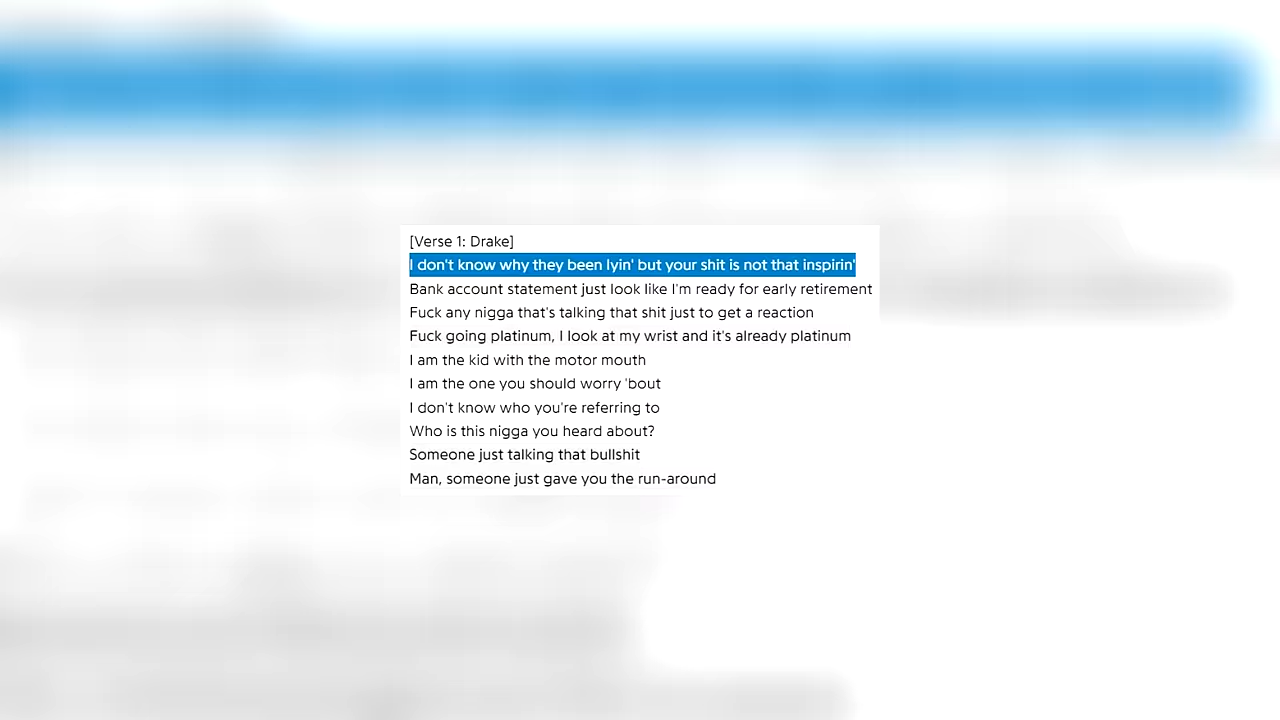 [Verse 1: Drake]
I don't know why they been lyin' but your shit is not that inspirin'
Bank account statement just look like I'm ready for early retirement
Fuck any nigga that's talking that shit just to get a reaction
Fuck going platinum, I look at my wrist and it's already platinum
I am the kid with the motor mouth
I am the one you should worry 'bout
I don't know who you're referring to
Who is this nigga you heard about?
Someone just talking that bullshit
Man, someone just gave you the run-around